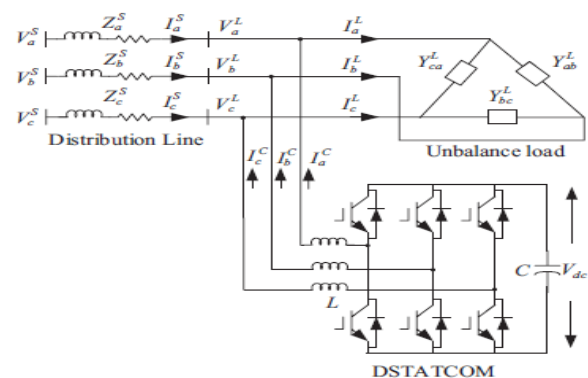 V_a^S Z_a^S I_a^S V_a^L I_a^L
V_b^S Z_b^S I_b^S V_b^L I_b^L
V_c^S Z_c^S I_c^S V_c^L I_c^L
Y_ca^L Y_ab^L
Y_bc^L
Distribution Line
Unbalance load
I_c^C I_b^C I_a^C
L
C V_dc
DSTATCOM